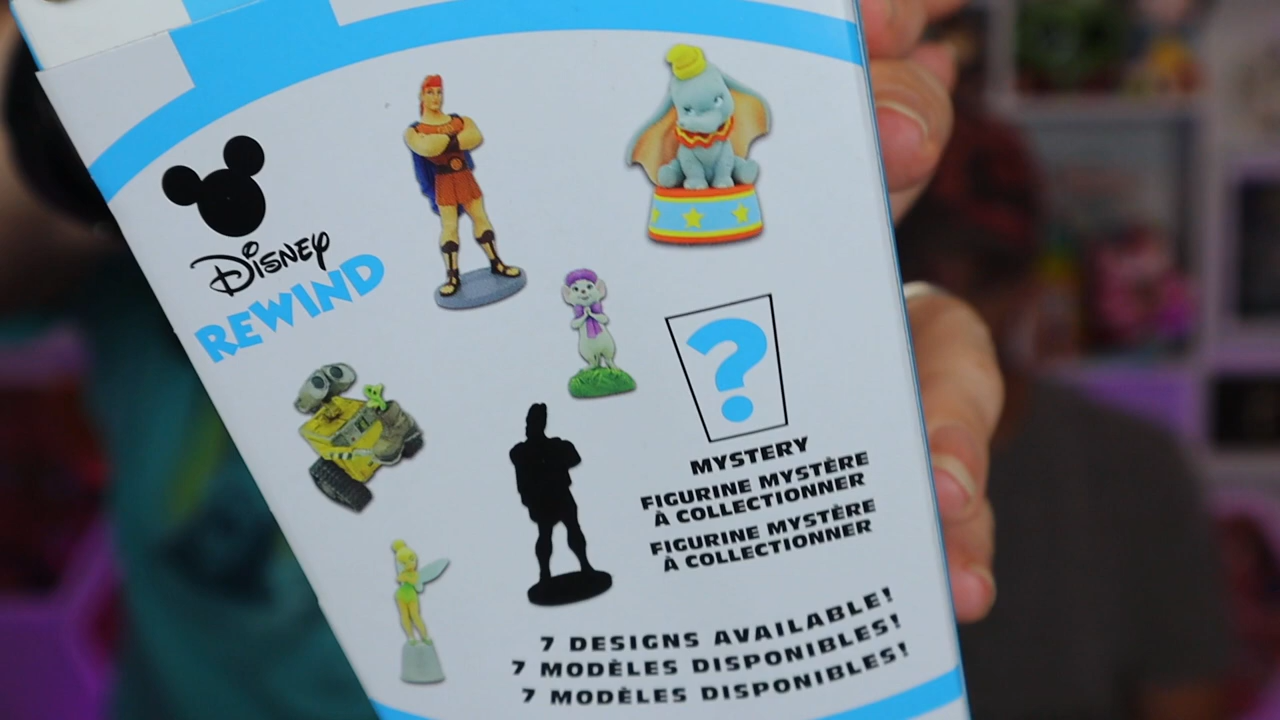 Disney
REWIND
?
MYSTERY
FIGURINE MYSTÈRE
À COLLECTIONNER
FIGURINE MYSTÈRE
À COLLECTIONNER
7 DESIGNS AVAILABLE!
7 MODÈLES DISPONIBLES!
7 MODÈLES DISPONIBLES!